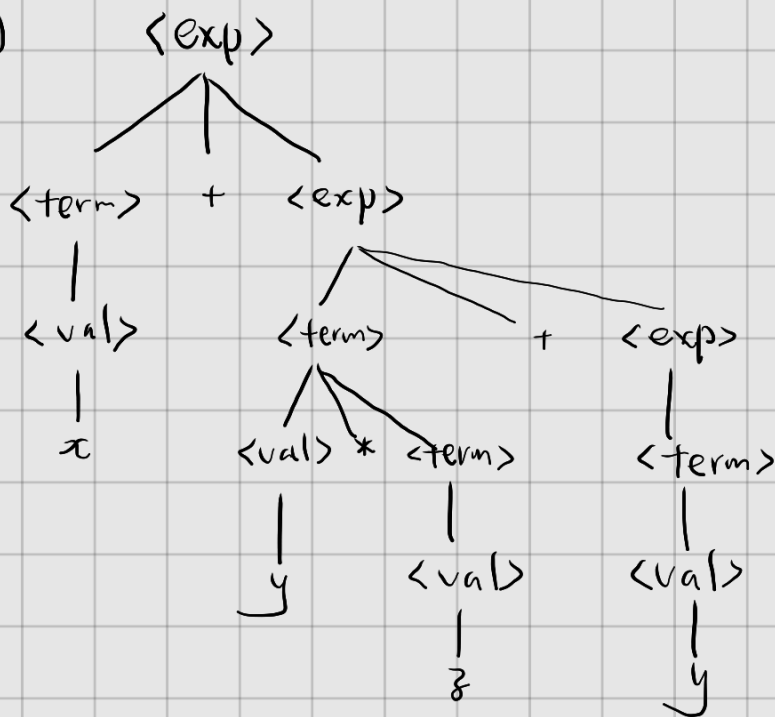 )
<exp>
<term> + <exp>
<val> <term> + <exp>
x <val> * <term> <term>
y <val> <val>
z y